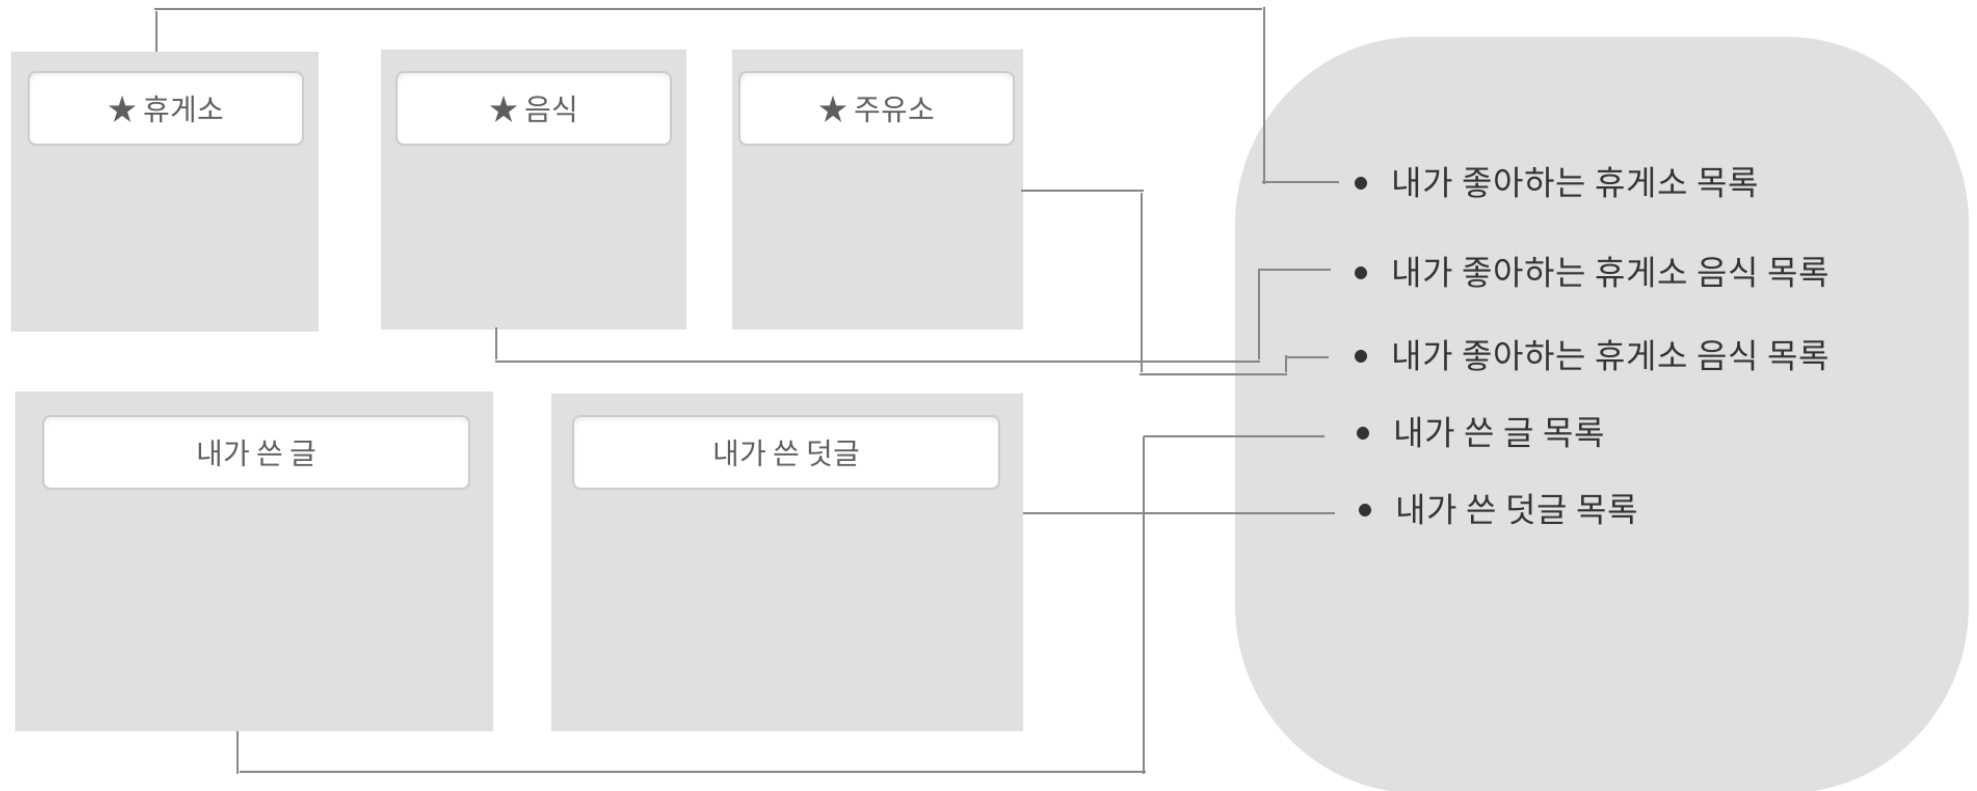 ★ 휴게소
★ 음식
★ 주유소
내가 쓴 글
내가 쓴 덧글
• 내가 좋아하는 휴게소 목록
• 내가 좋아하는 휴게소 음식 목록
• 내가 좋아하는 휴게소 음식 목록
• 내가 쓴 글 목록
• 내가 쓴 덧글 목록